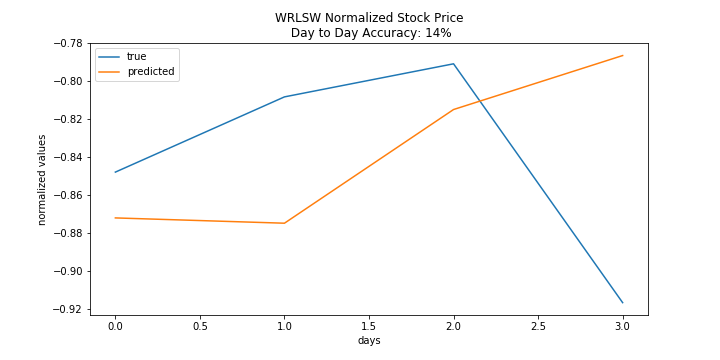 WRLSW Normalized Stock Price
Day to Day Accuracy: 14%
true
predicted
−0.78
−0.80
−0.82
−0.84
−0.86
−0.88
−0.90
−0.92
normalized values
0.0 0.5 1.0 1.5 2.0 2.5 3.0
days